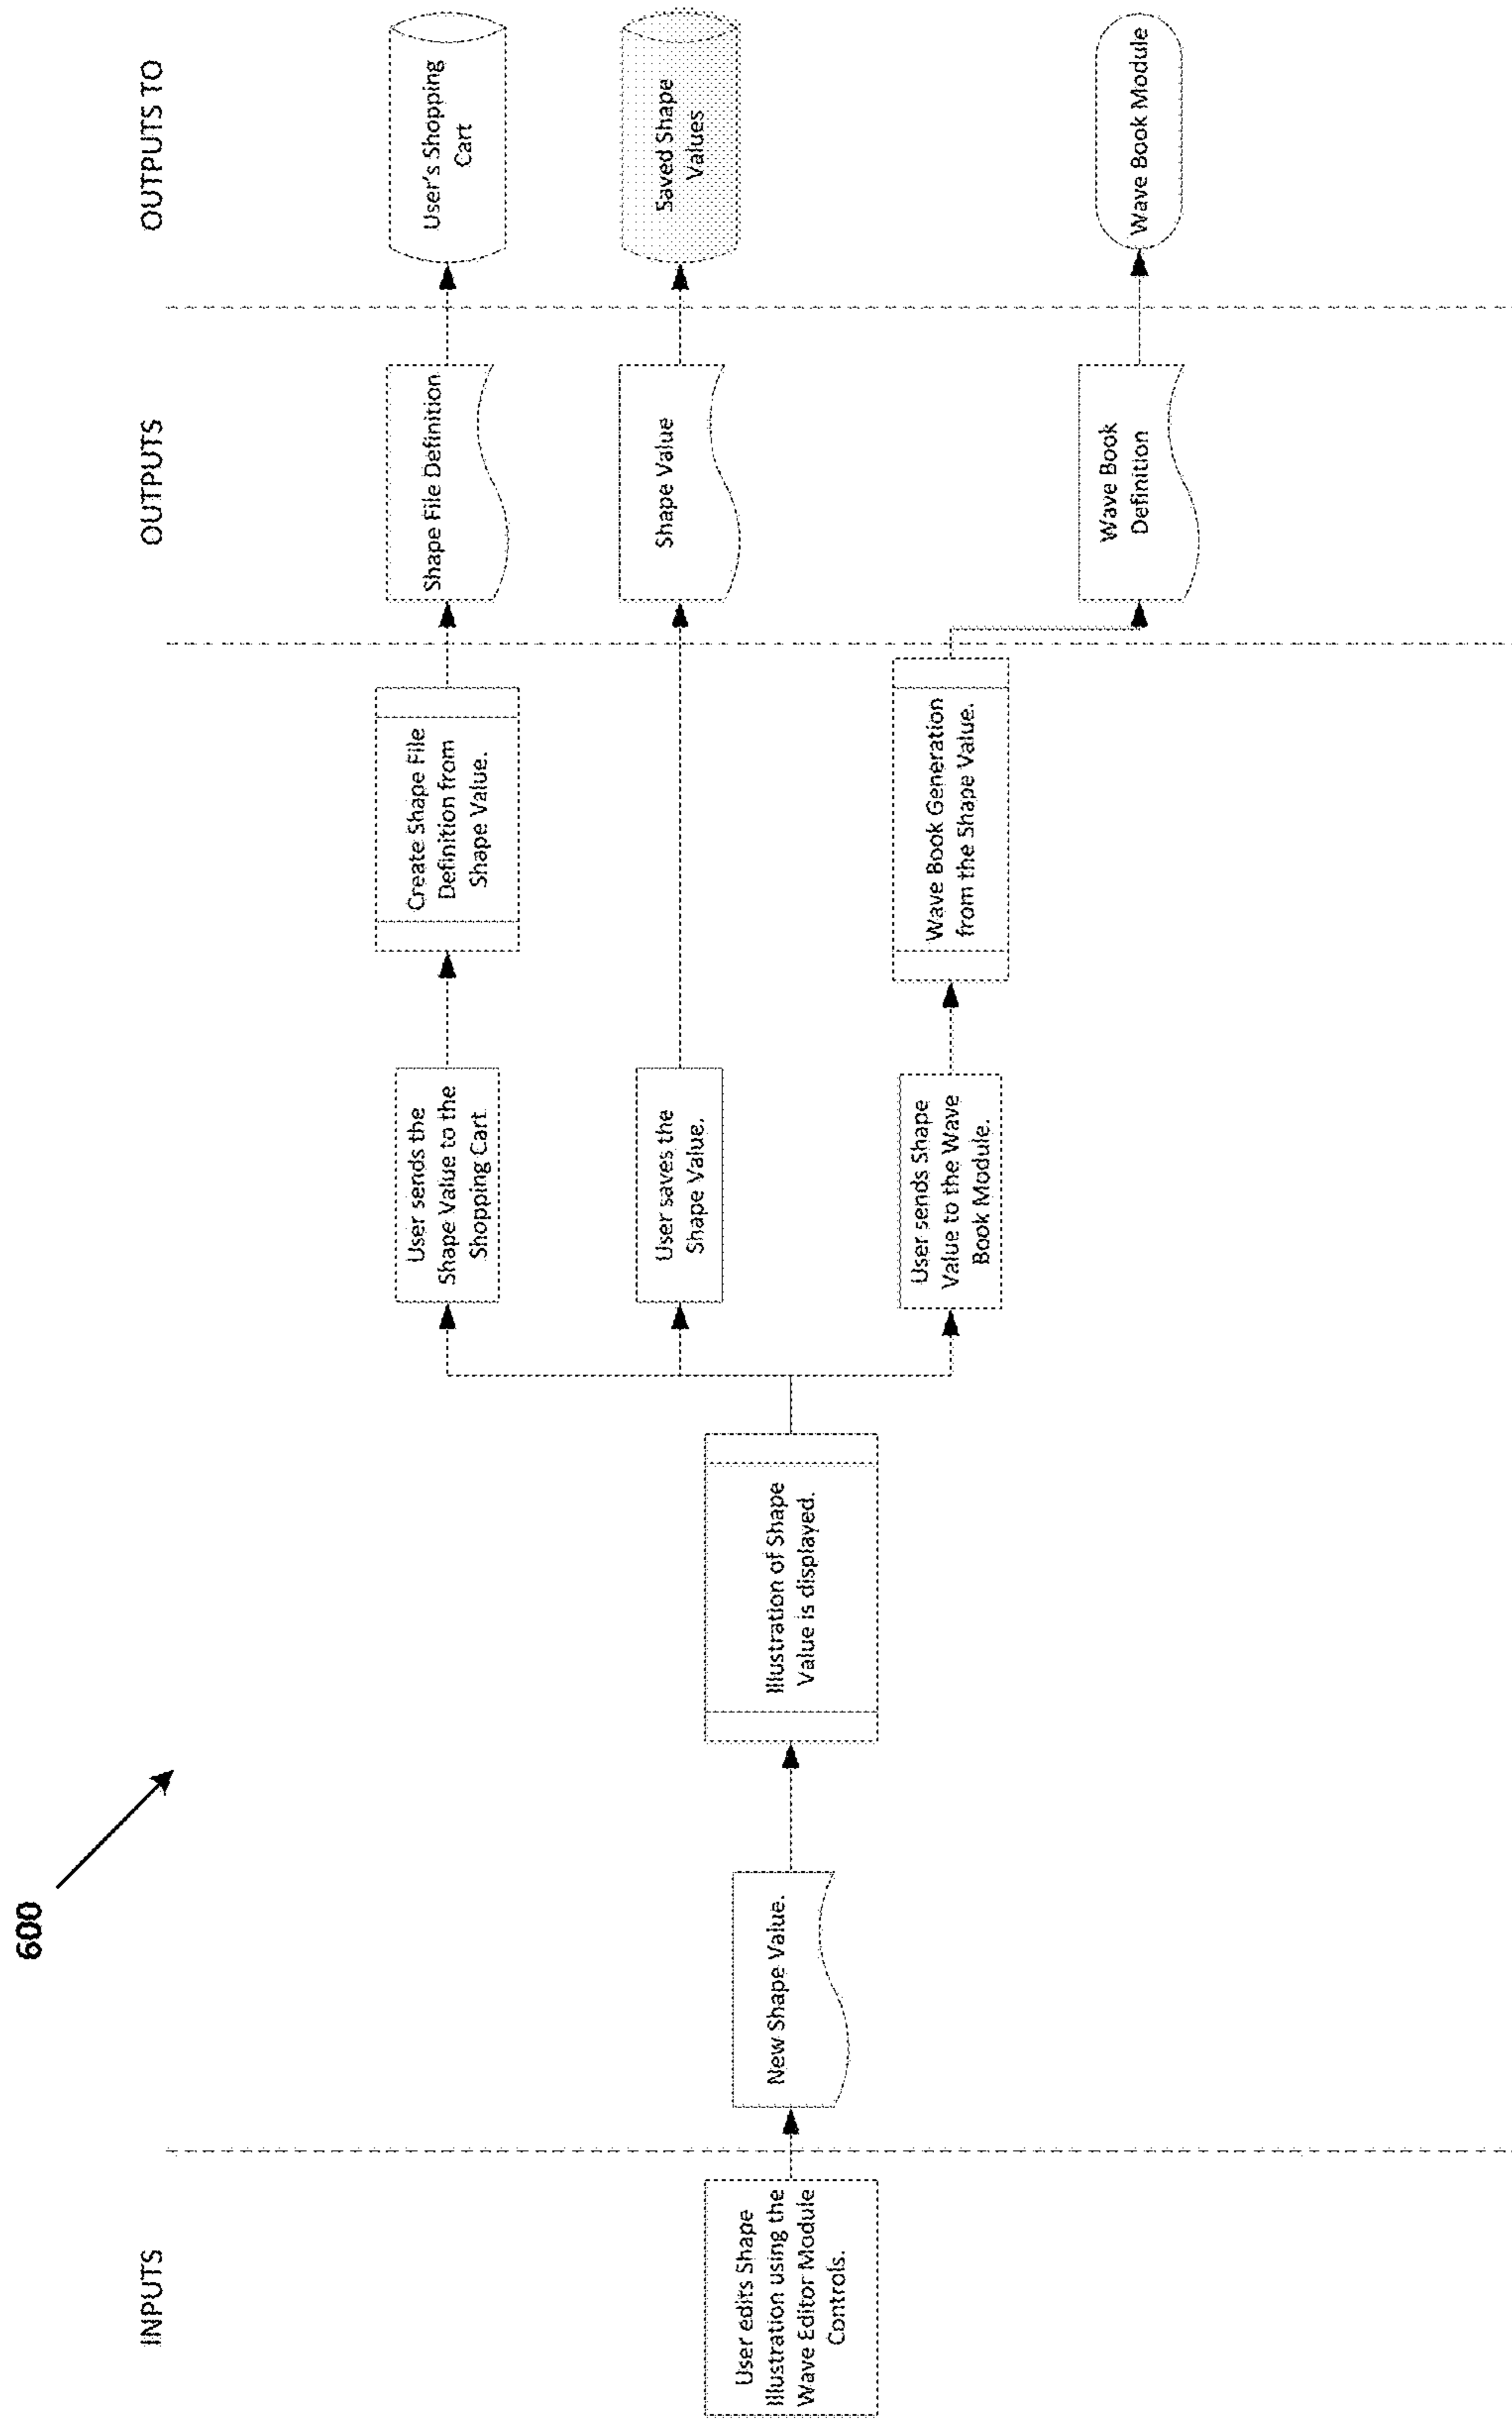 600
INPUTS
OUTPUTS
OUTPUTS TO
User edits Shape
Illustration using the
Wave Editor Module
Controls.
New Shape Value.
Illustration of Shape
Value is displayed.
User sends the
Shape Value to the
Shopping Cart.
Create Shape File
Definition from
Shape Value.
Shape File Definition
User's Shopping
Cart
User saves the
Shape Value.
Shape Value
Saved Shape
Values
User sends Shape
Value to the Wave
Book Module.
Wave Book Generation
from the Shape Value.
Wave Book
Definition
Wave Book Module